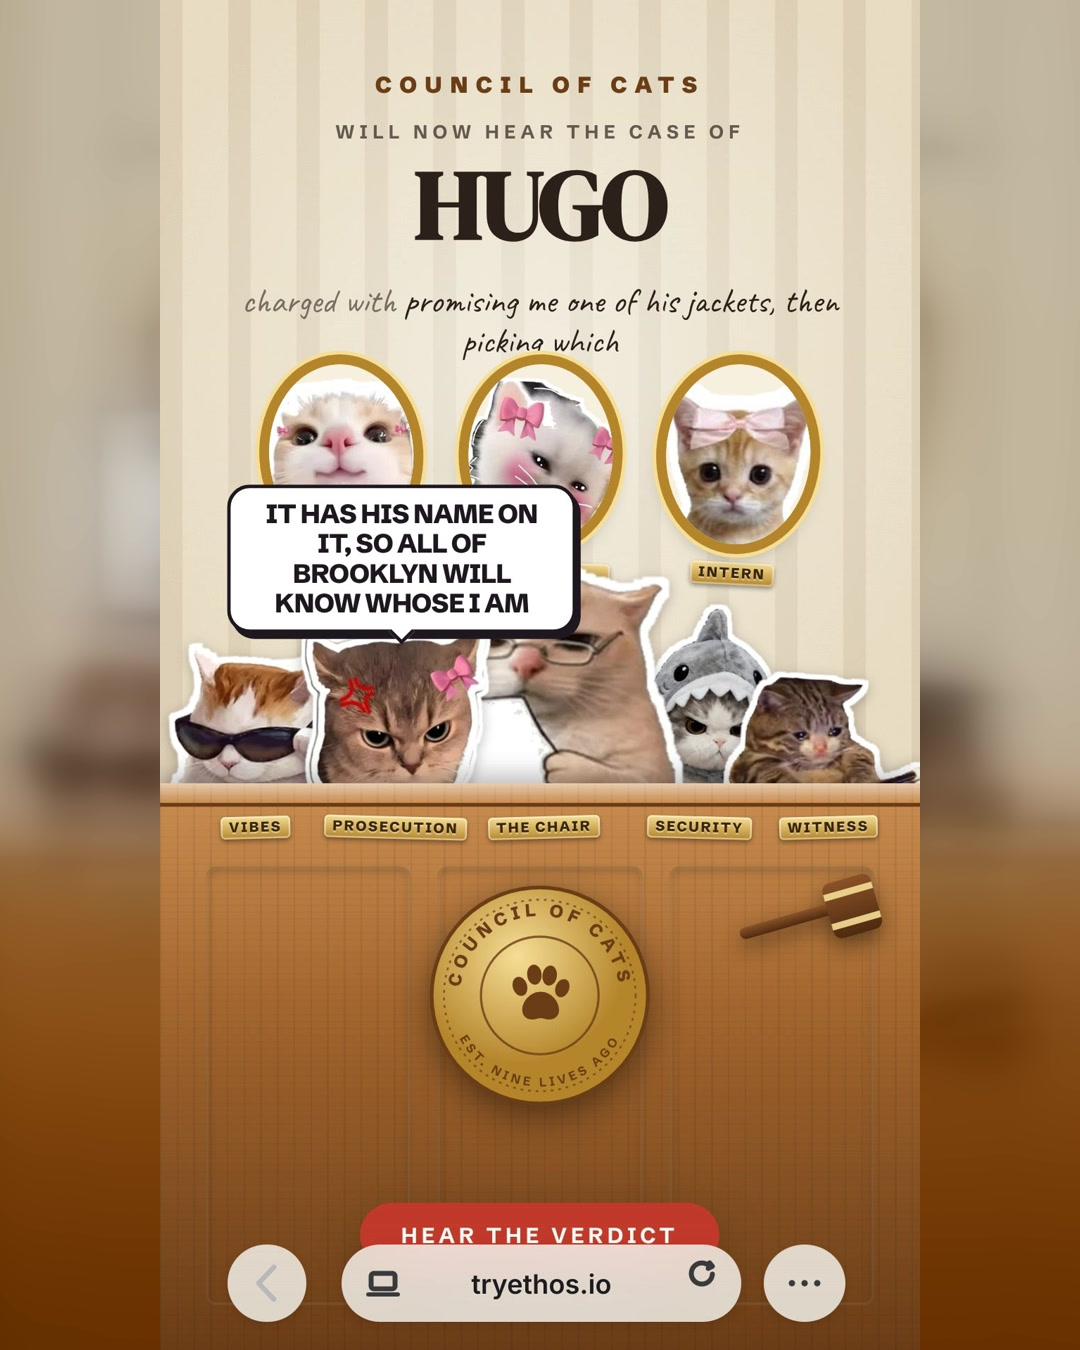 COUNCIL OF CATS
WILL NOW HEAR THE CASE OF
HUGO
charged with promising me one of his jackets, then
picking which
IT HAS HIS NAME ON
IT, SO ALL OF
BROOKLYN WILL
KNOW WHOSE I AM
INTERN
VIBES
PROSECUTION
THE CHAIR
SECURITY
WITNESS
COUNCIL OF CATS
EST. NINE LIVES AGO
HEAR THE VERDICT
tryethos.io